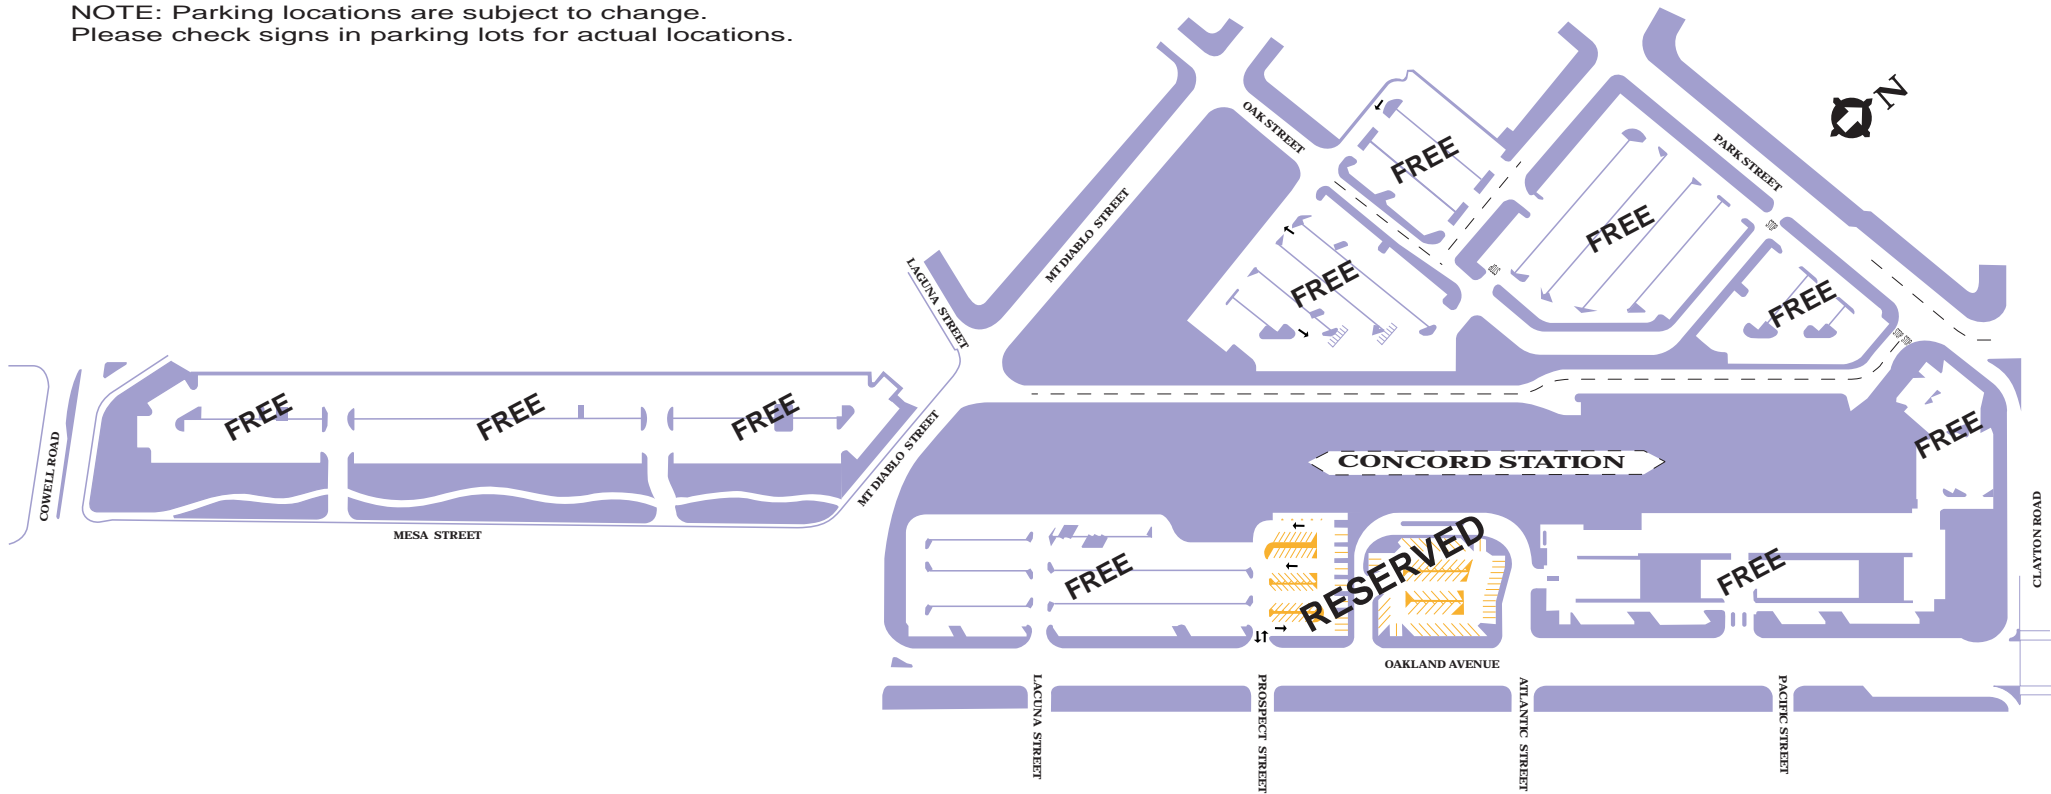 NOTE: Parking locations are subject to change.
Please check signs in parking lots for actual locations.
N
OAK STREET
PARK STREET
FREE
FREE
MT DIABLO STREET
STOP
LAGUNA STREET
FREE
FREE
STOP STOP
FREE
FREE
FREE
FREE
MT DIABLO STREET
COWELL ROAD
CONCORD STATION
MESA STREET
CLAYTON ROAD
FREE
RESERVED
FREE
OAKLAND AVENUE
LACUNA STREET
PROSPECT STREET
ATLANTIC STREET
PACIFIC STREET